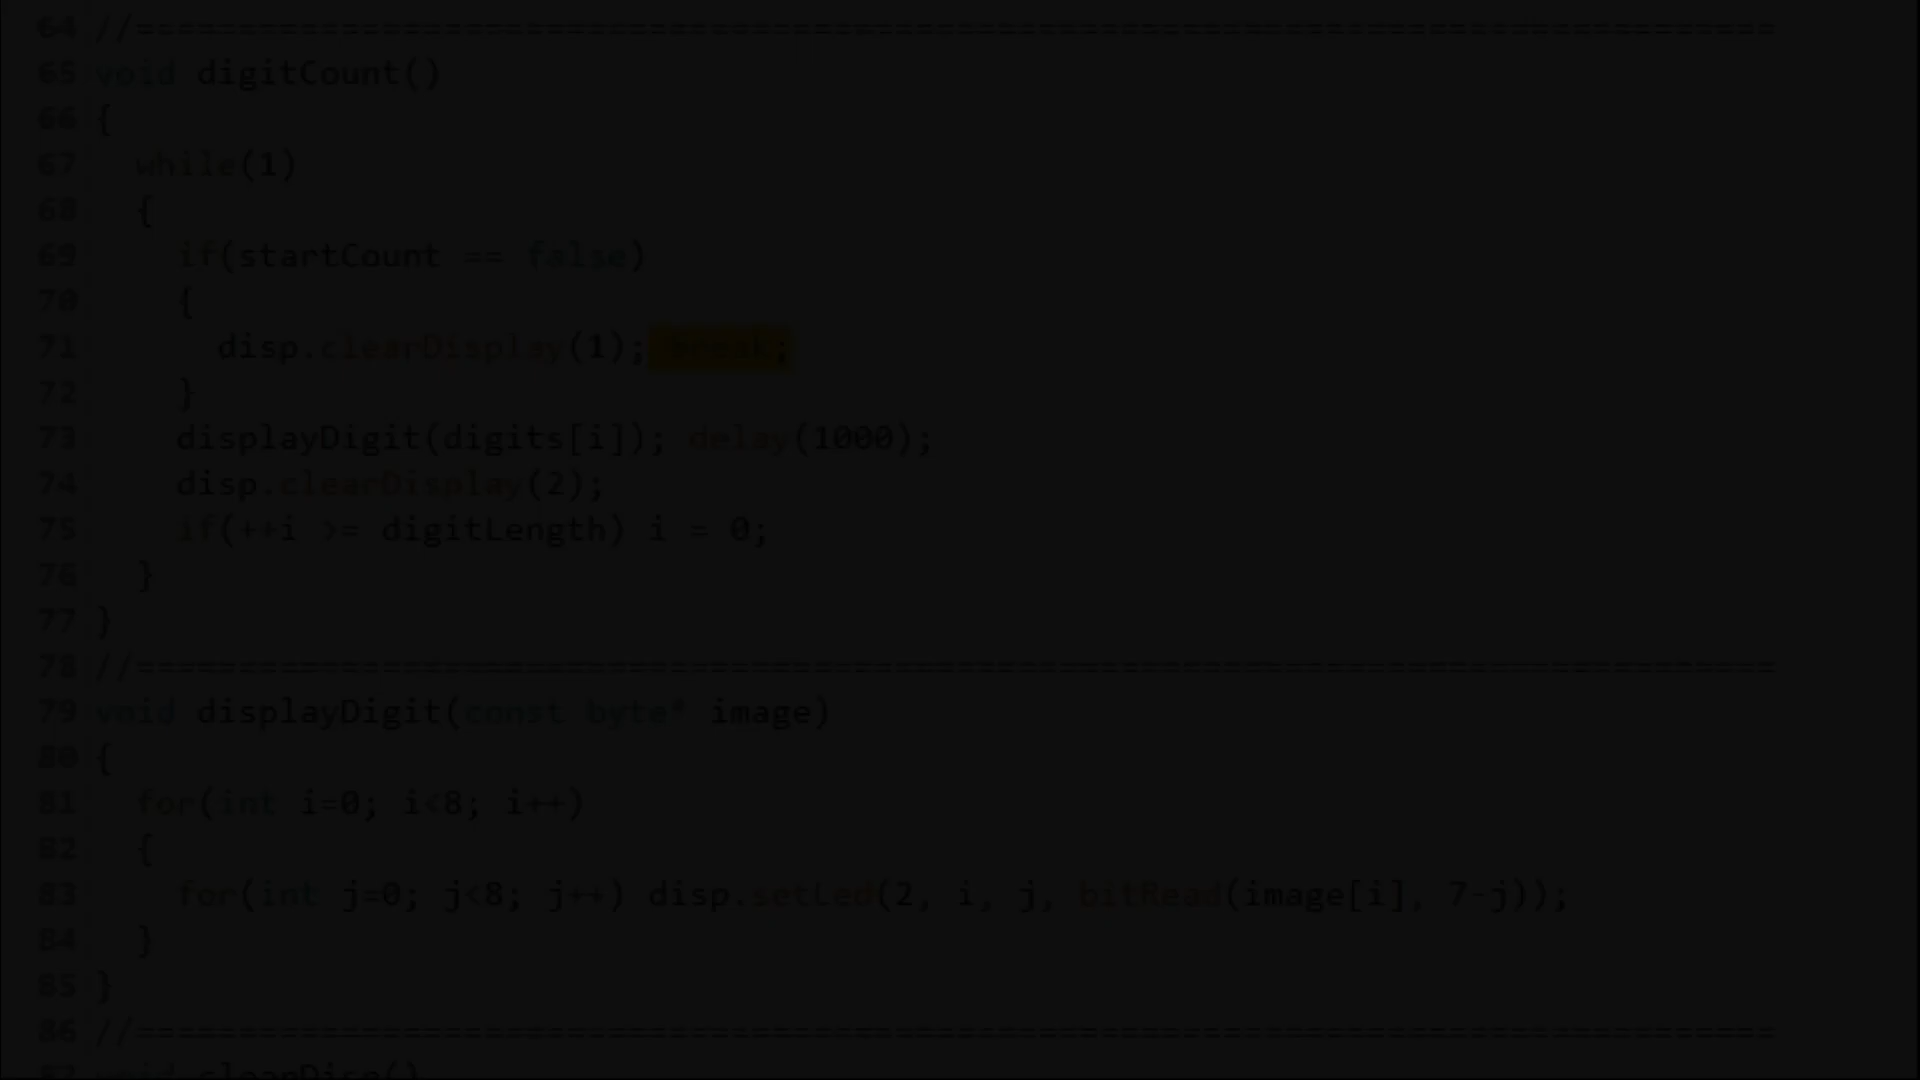 64 //================================================================================
65 void digitCount()
66 {
67   while(1)
68   {
69     if(startCount == false)
70     {
71       disp.clearDisplay(1); break;
72     }
73     displayDigit(digits[i]); delay(1000);
74     disp.clearDisplay(2);
75     if(++i >= digitLength) i = 0;
76   }
77 }
78 //================================================================================
79 void displayDigit(const byte* image)
80 {
81   for(int i=0; i<8; i++)
82   {
83     for(int j=0; j<8; j++) disp.setLed(2, i, j, bitRead(image[i], 7-j));
84   }
85 }
86 //================================================================================
87 void